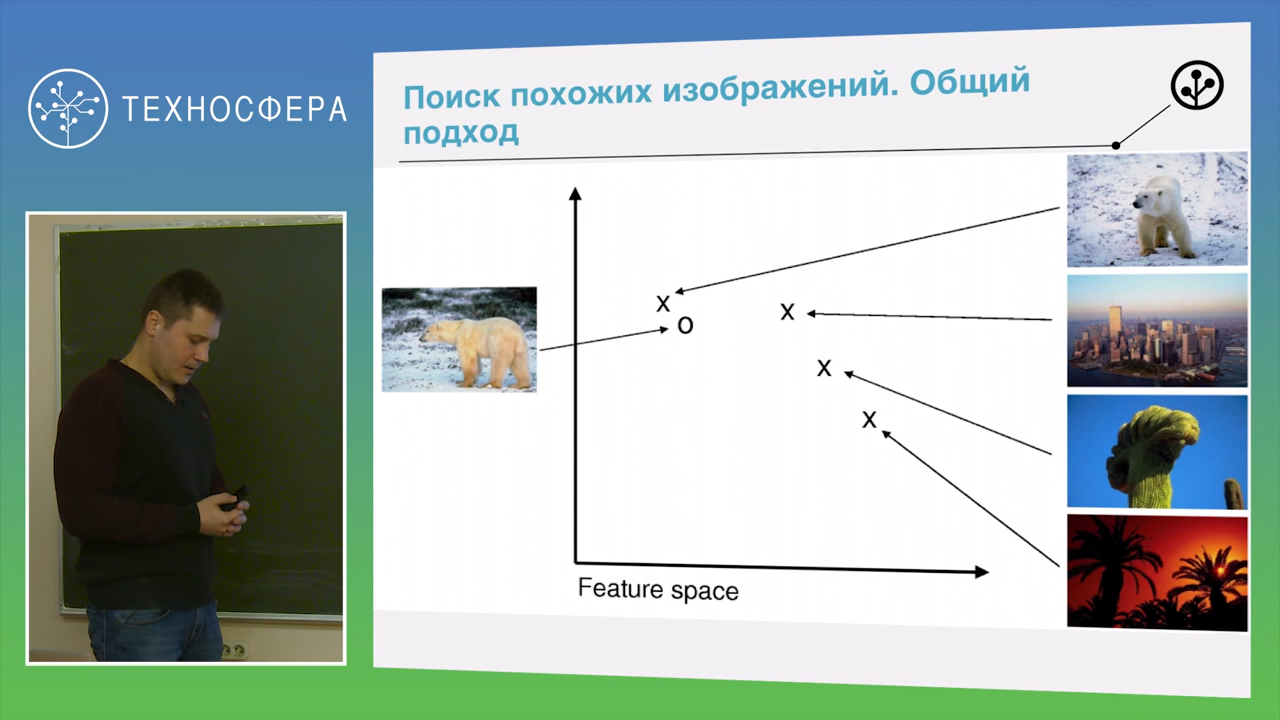 ТЕХНОСФЕРА
Поиск похожих изображений. Общий
подход
x
o
x
x
x
Feature space